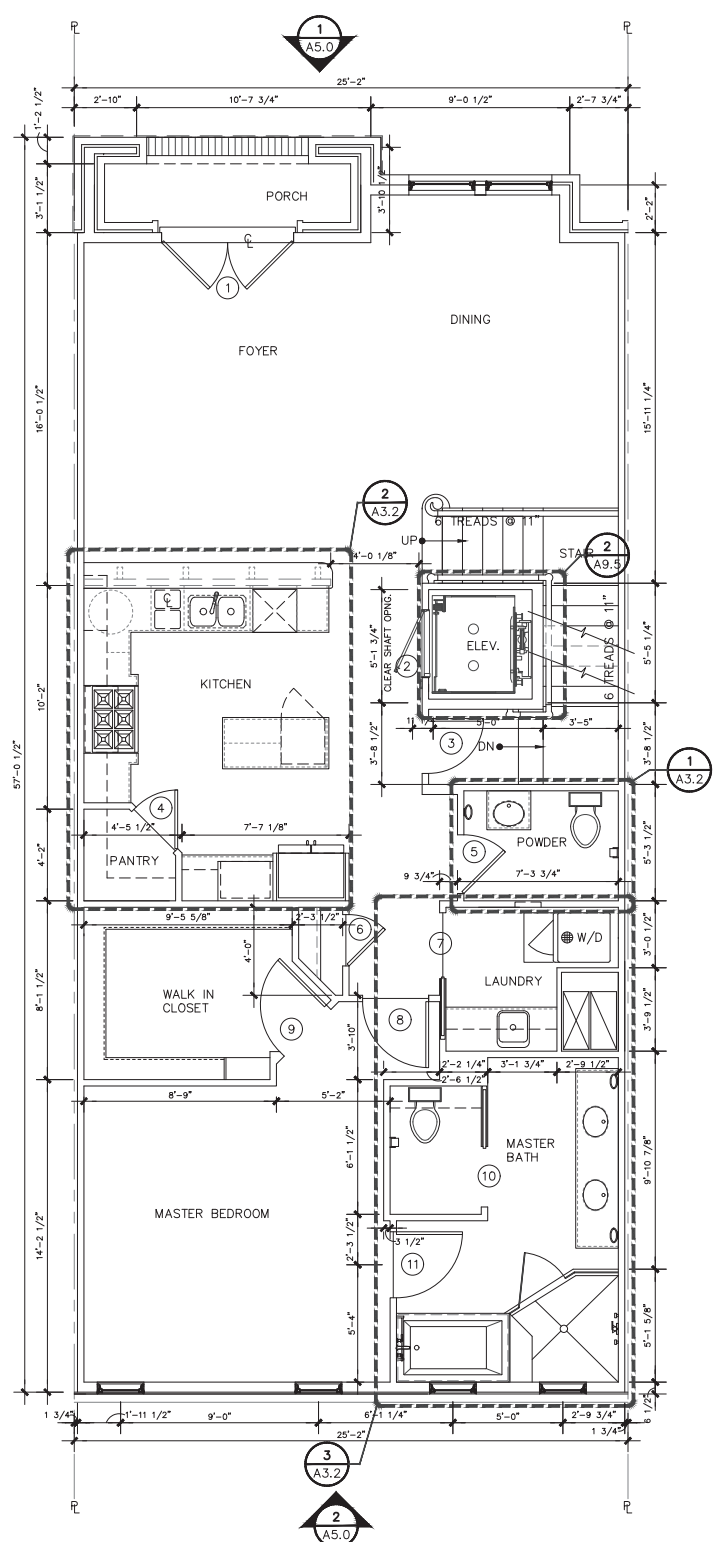 1
A5.0
PL
PL
25'-2"
2'-10"
10'-7 3/4"
9'-0 1/2"
2'-7 3/4"
1'-2 1/2"
3'-1 1/2"
PORCH
3'-10 1/2"
2'-2"
CL
1
DINING
FOYER
16'-0 1/2"
15'-11 1/4"
2
A3.2
6 TREADS @ 11"
UP
STAIR
2
A9.5
4'-0 1/8"
CL
CLEAR SHAFT OPNG.
5'-1 3/4"
2
ELEV.
6 TREADS @ 11"
5'-5 1/4"
KITCHEN
10'-2"
57'-0 1/2"
5'-0"
3'-5"
3'-8 1/2"
3
DN
3'-8 1/2"
1
A3.2
4
4'-5 1/2"
7'-7 1/8"
PANTRY
4'-2"
POWDER
5
7'-3 3/4"
9 3/4"
5'-3 1/2"
9'-5 5/8"
2'-3 1/2"
6
4'-0"
7
W/D
3'-0 1/2"
LAUNDRY
WALK IN
CLOSET
8'-1 1/2"
9
8
3'-10"
3'-9 1/2"
2'-2 1/4"
3'-1 3/4"
2'-9 1/2"
2'-6 1/2"
8'-9"
5'-2"
6'-1 1/2"
MASTER
BATH
10
9'-10 7/8"
MASTER BEDROOM
14'-2 1/2"
3 1/2"
2'-3 1/2"
11
5'-4"
5'-1 5/8"
1 3/4"
1'-11 1/2"
9'-0"
6'-1 1/4"
5'-0"
2'-9 3/4"
1 3/4"
6 1/2"
25'-2"
3
A3.2
PL
PL
2
A5.0